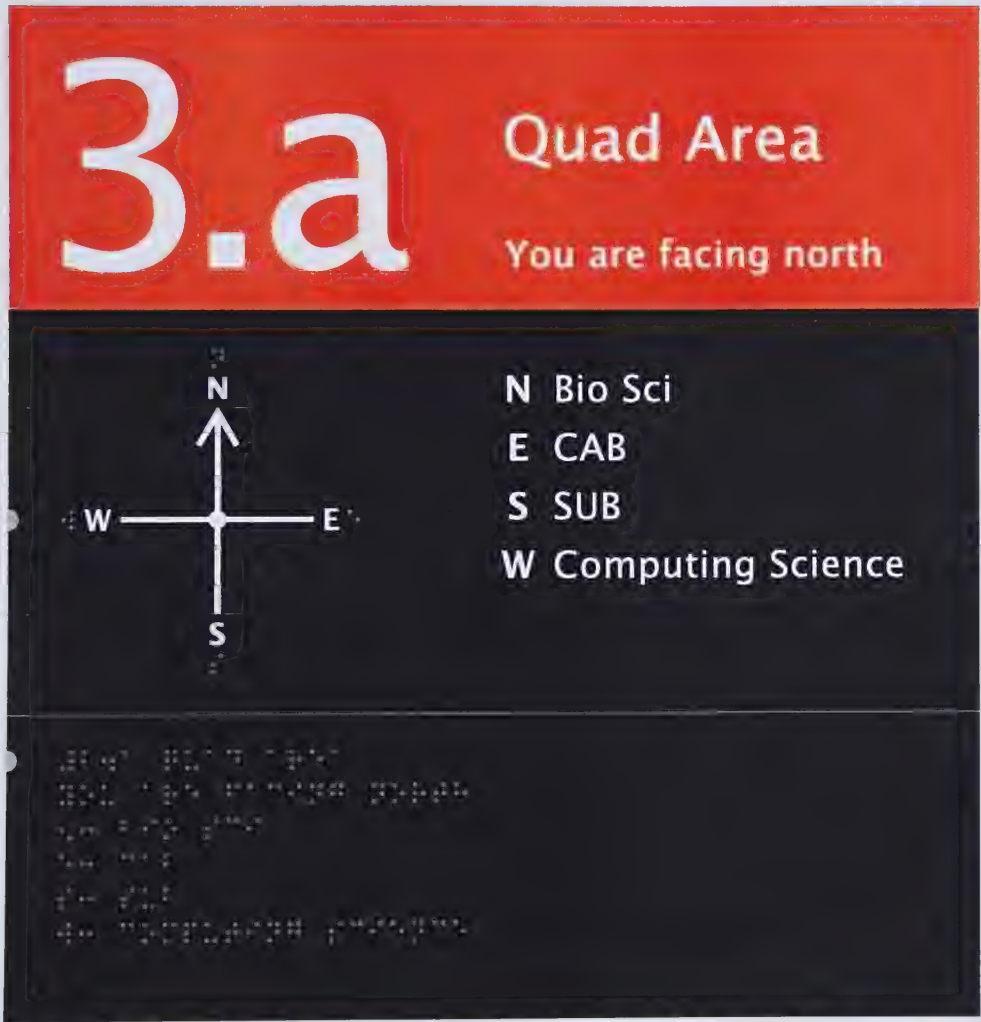 3.a
Quad Area
You are facing north
N
W E
S
N Bio Sci
E CAB
S SUB
W Computing Science